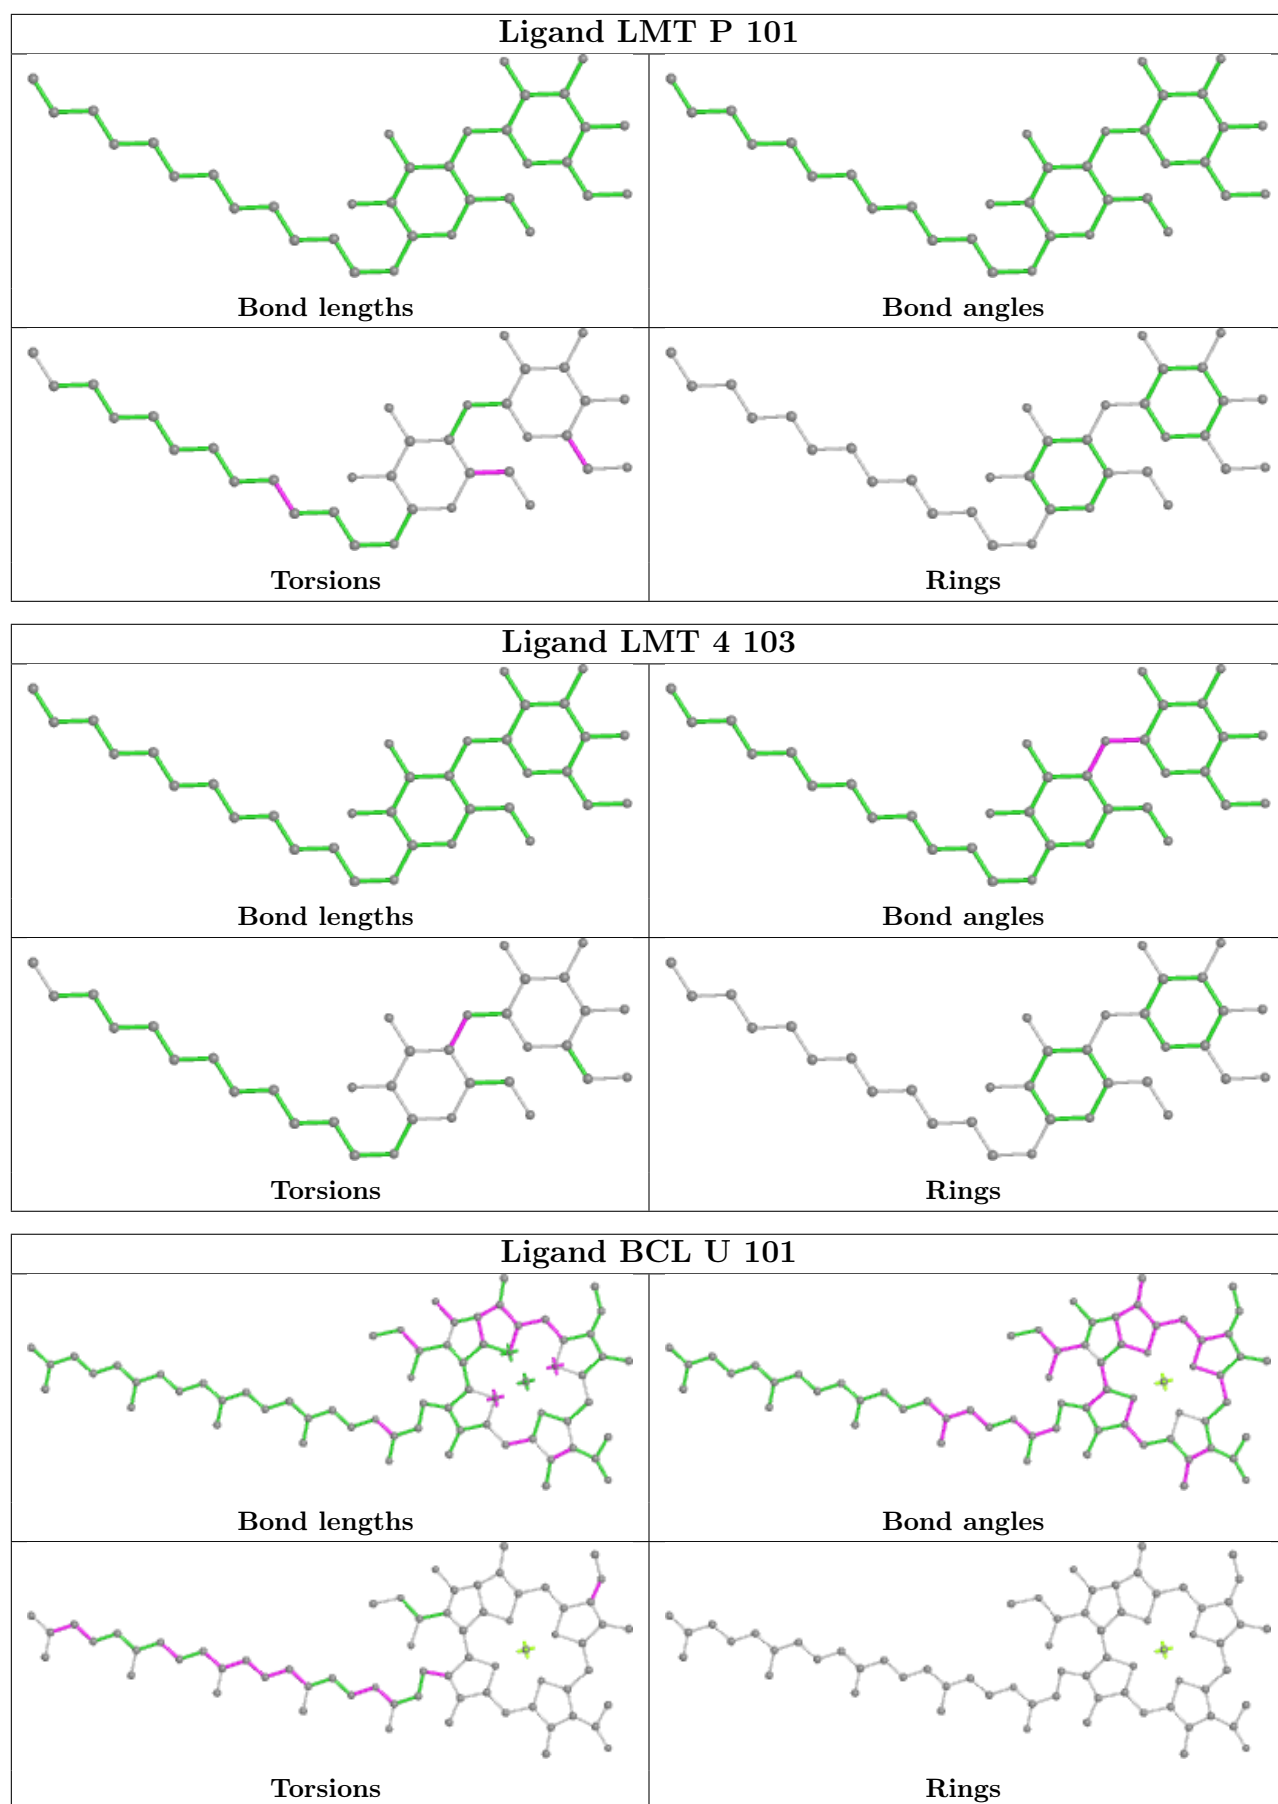 Ligand LMT P 101
Bond lengths
Bond angles
Torsions
Rings
Ligand LMT 4 103
Bond lengths
Bond angles
Torsions
Rings
Ligand BCL U 101
Bond lengths
Bond angles
Torsions
Rings